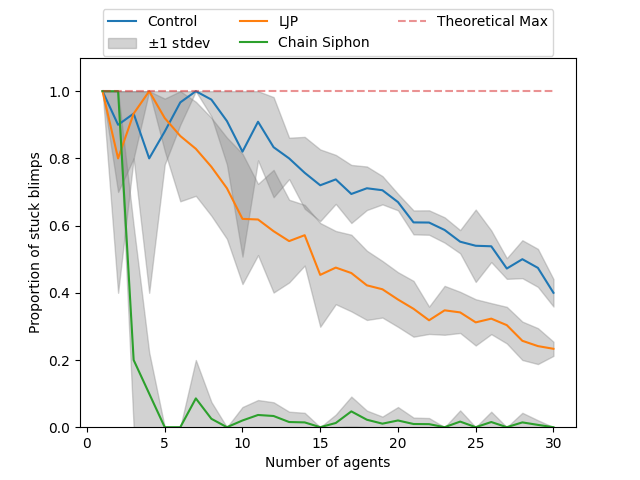 Control LJP Theoretical Max
±1 stdev Chain Siphon
1.0
0.8
0.6
0.4
0.2
0.0
Proportion of stuck blimps
0 5 10 15 20 25 30
Number of agents